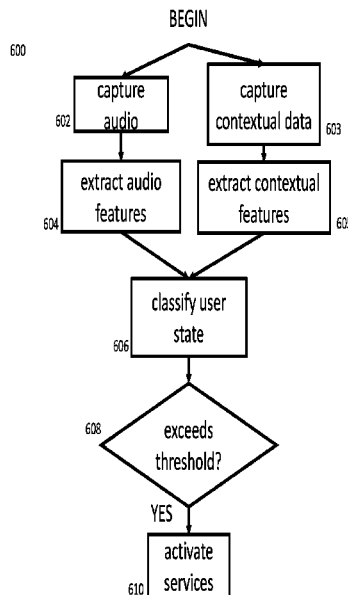 BEGIN
600
capture
audio
602
capture
contextual data
603
extract audio
features
604
extract contextual
features
classify user
state
606
608
exceeds
threshold?
YES
activate
services
610